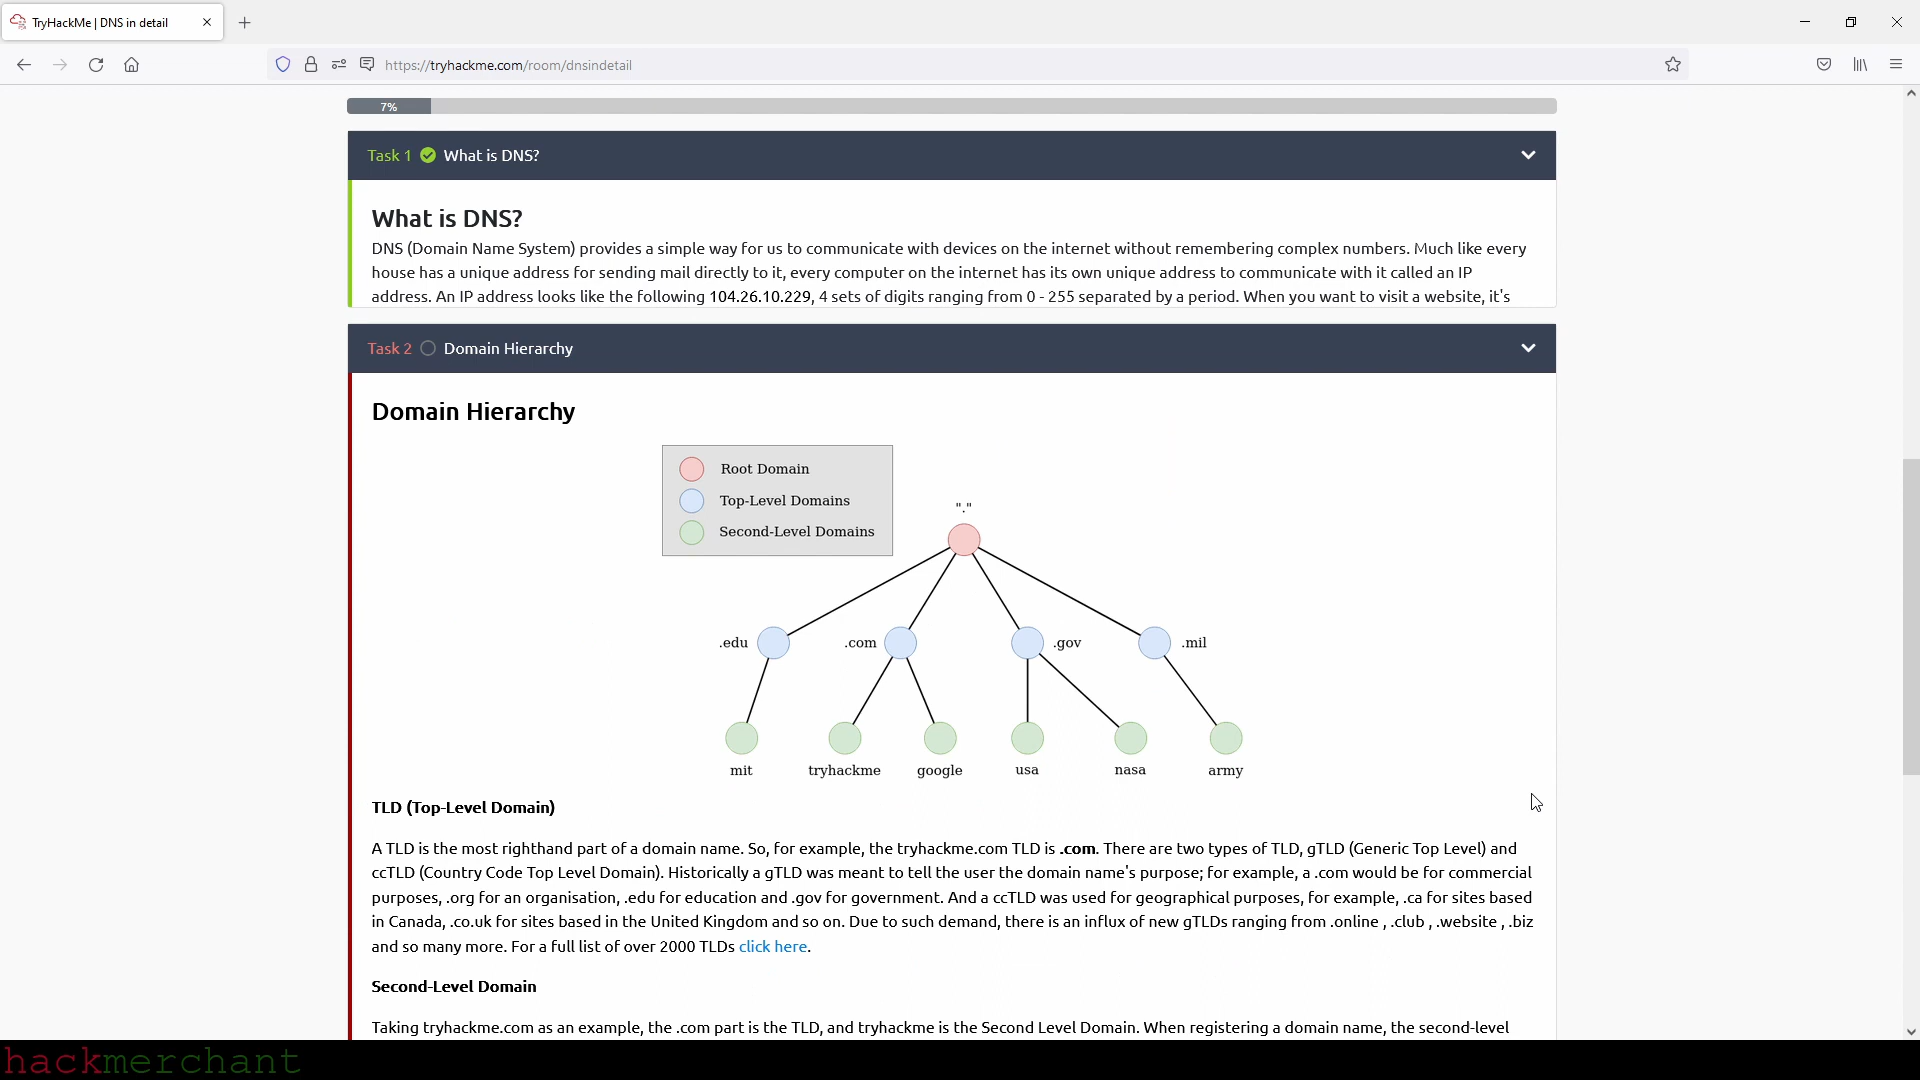 TryHackMe | DNS in detail
https://tryhackme.com/room/dnsindetail
7%
Task 1 What is DNS?
What is DNS?
DNS (Domain Name System) provides a simple way for us to communicate with devices on the internet without remembering complex numbers. Much like every
house has a unique address for sending mail directly to it, every computer on the internet has its own unique address to communicate with it called an IP
address. An IP address looks like the following 104.26.10.229, 4 sets of digits ranging from 0 - 255 separated by a period. When you want to visit a website, it's
Task 2 Domain Hierarchy
Domain Hierarchy
Root Domain
Top-Level Domains
Second-Level Domains
"."
.edu .com .gov .mil
mit tryhackme google usa nasa army
TLD (Top-Level Domain)
A TLD is the most righthand part of a domain name. So, for example, the tryhackme.com TLD is .com. There are two types of TLD, gTLD (Generic Top Level) and
ccTLD (Country Code Top Level Domain). Historically a gTLD was meant to tell the user the domain name's purpose; for example, a .com would be for commercial
purposes, .org for an organisation, .edu for education and .gov for government. And a ccTLD was used for geographical purposes, for example, .ca for sites based
in Canada, .co.uk for sites based in the United Kingdom and so on. Due to such demand, there is an influx of new gTLDs ranging from .online , .club , .website , .biz
and so many more. For a full list of over 2000 TLDs click here.
Second-Level Domain
Taking tryhackme.com as an example, the .com part is the TLD, and tryhackme is the Second Level Domain. When registering a domain name, the second-level
hackmerchant